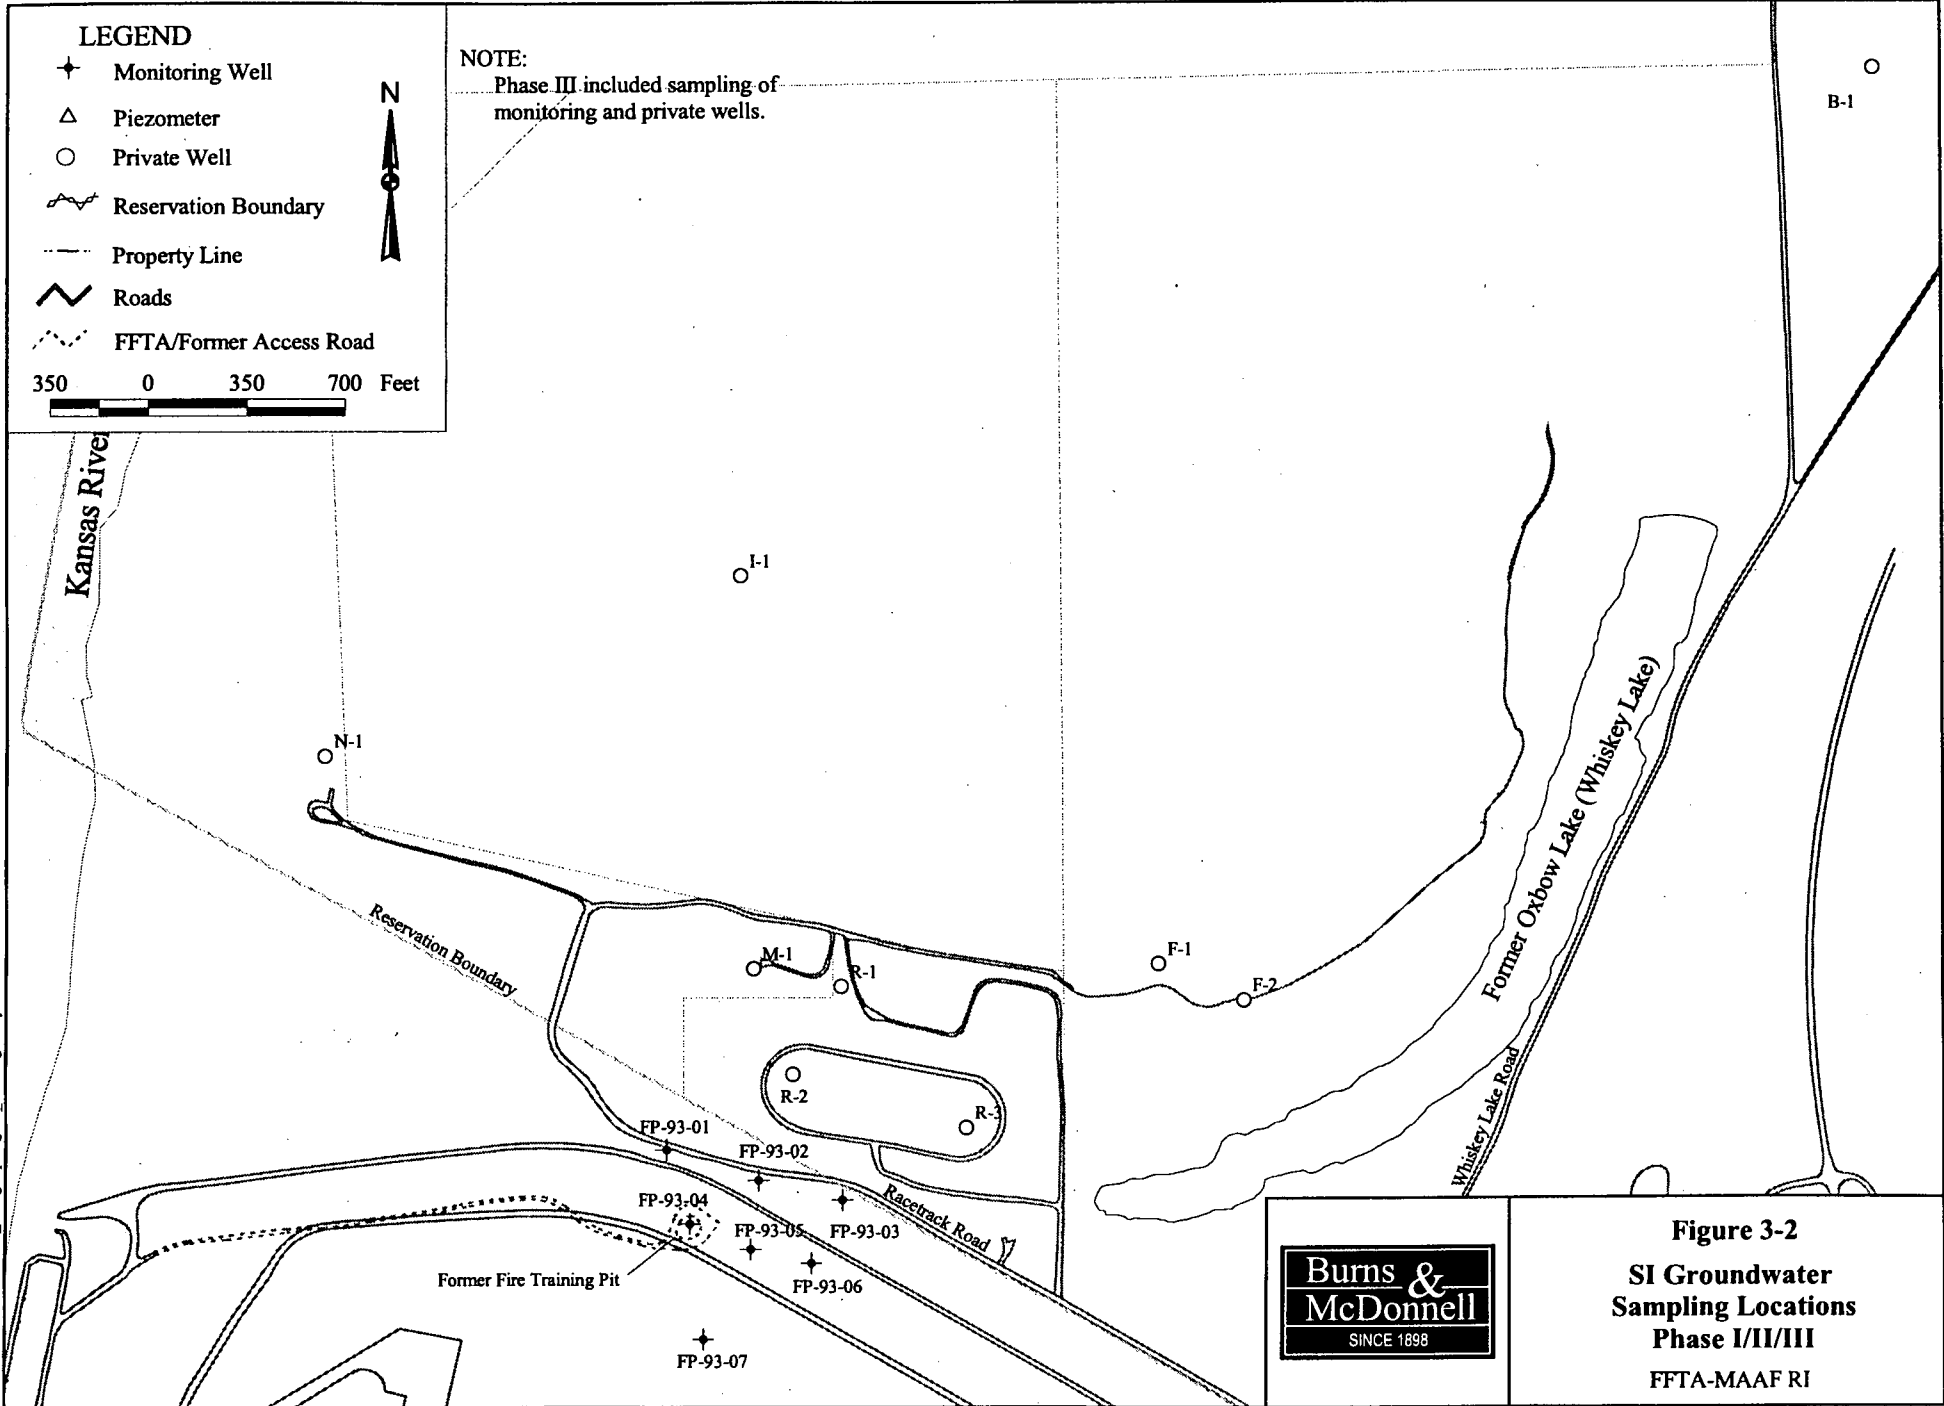 LEGEND
Monitoring Well
Piezometer
Private Well
Reservation Boundary
Property Line
Roads
FFTA/Former Access Road
350 0 350 700 Feet
N
NOTE:
Phase III included sampling of
monitoring and private wells.
B-1
Kansas River
I-1
N-1
Former Oxbow Lake (Whiskey Lake)
Reservation Boundary
M-1
R-1
F-1
F-2
R-2
R-3
Whiskey Lake Road
FP-93-01
FP-93-02
FP-93-04
FP-93-05
FP-93-03
Racetrack Road
Former Fire Training Pit
FP-93-06
FP-93-07
Burns &
McDonnell
SINCE 1898
Figure 3-2
SI Groundwater
Sampling Locations
Phase I/II/III
FFTA-MAAF RI